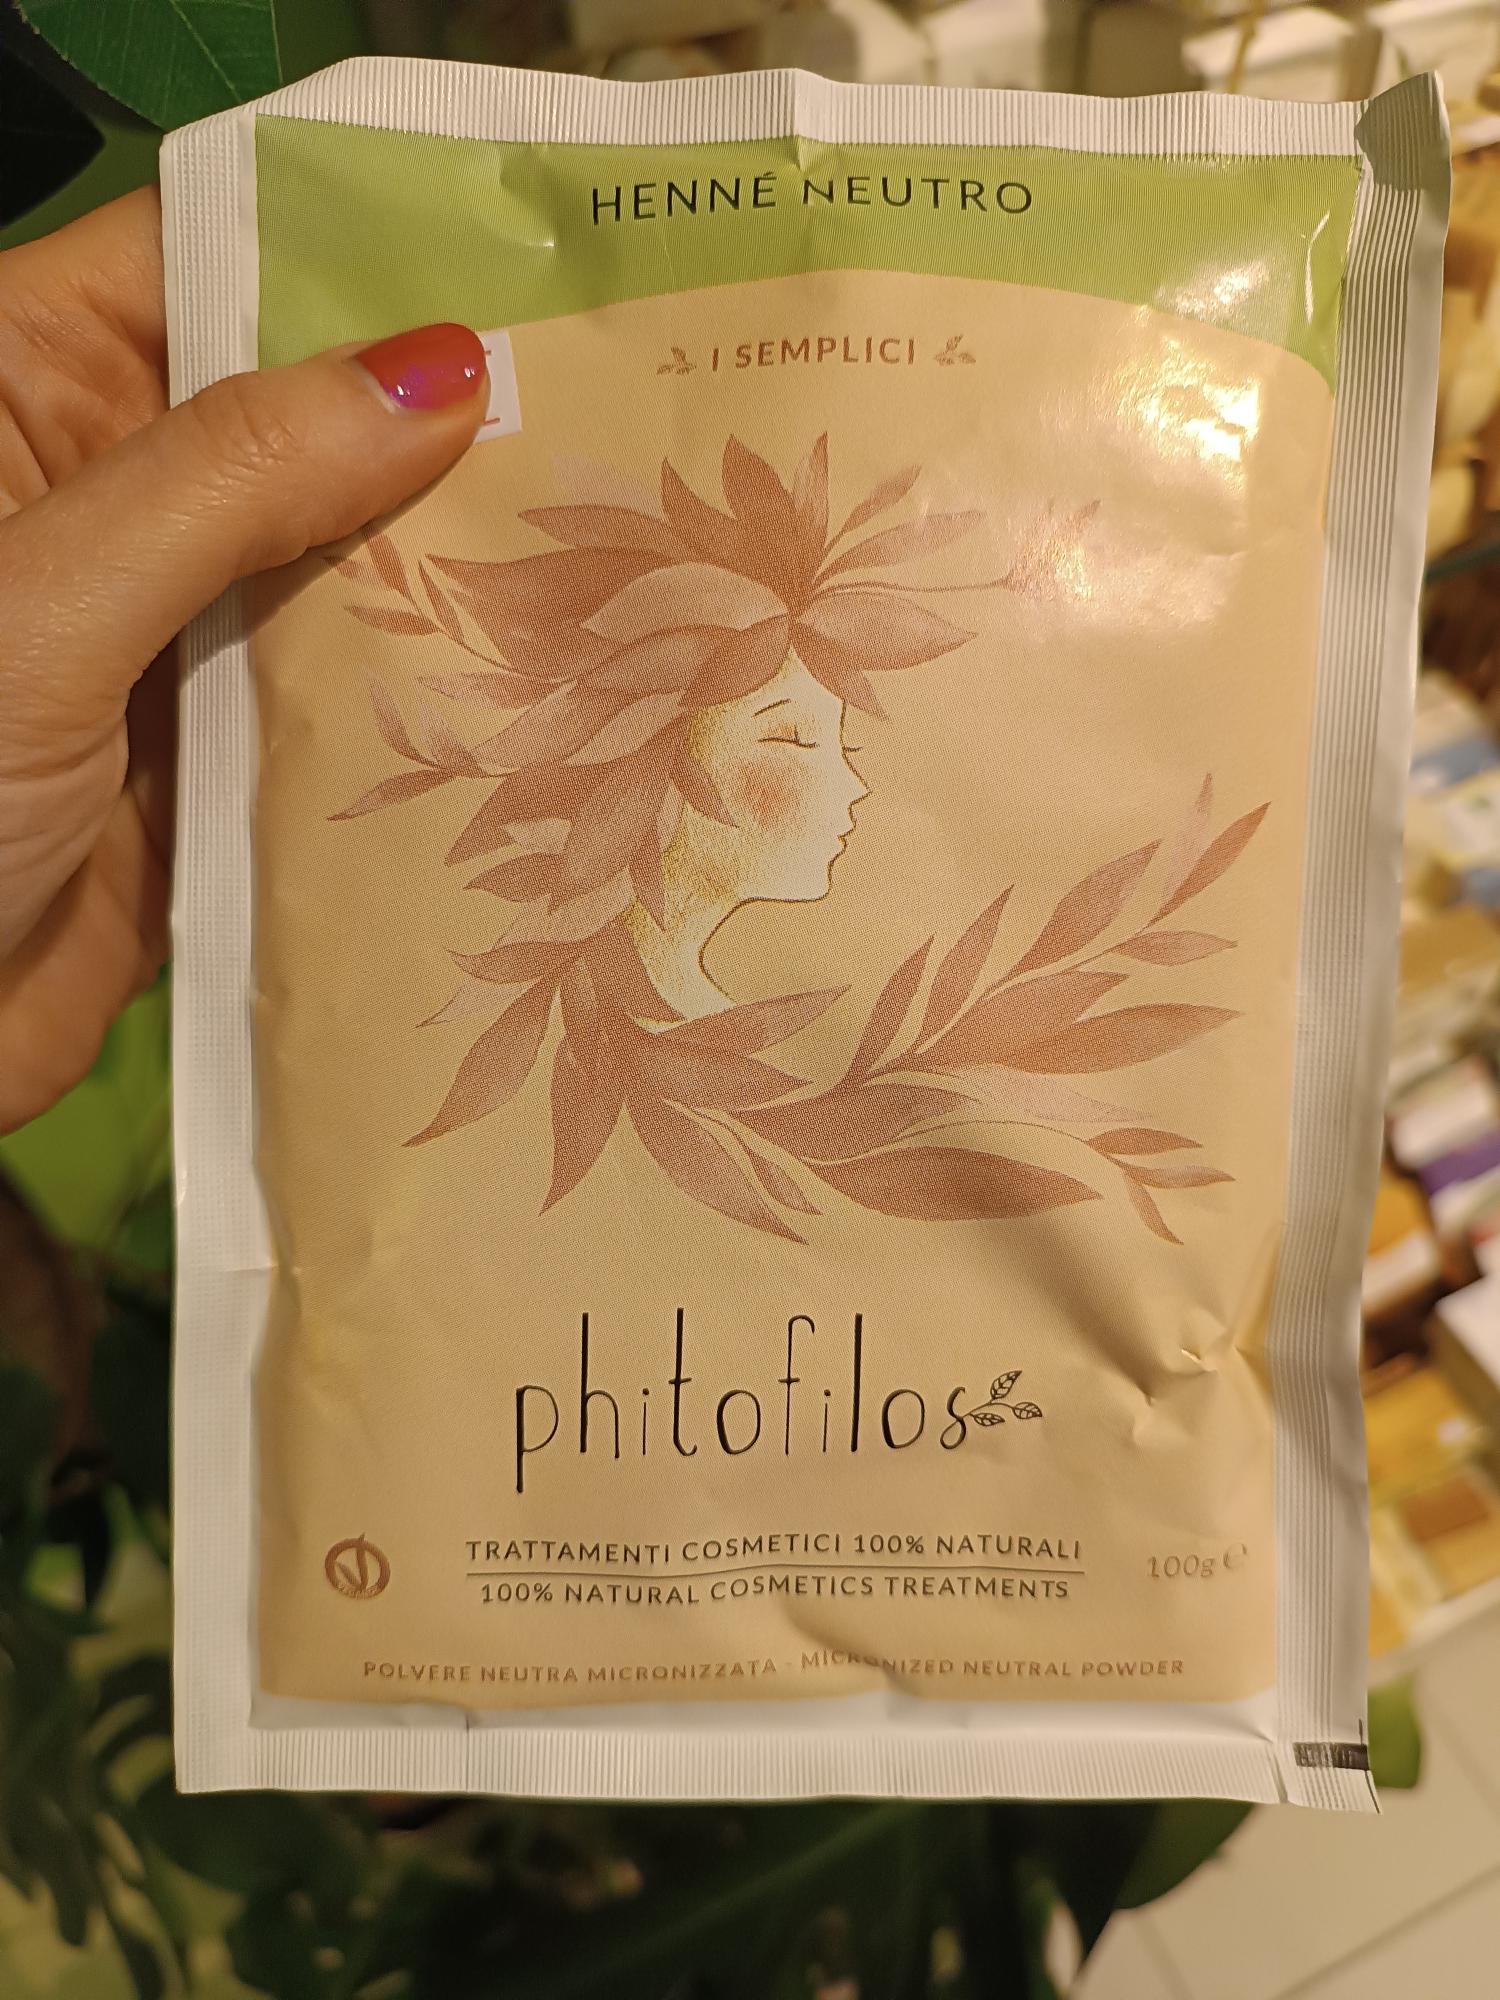 HENNÉ NEUTRO
I SEMPLICI
phitofilos
TRATTAMENTI COSMETICI 100% NATURALI
100% NATURAL COSMETICS TREATMENTS
100g ℮
POLVERE NEUTRA MICRONIZZATA - MICRONIZED NEUTRAL POWDER